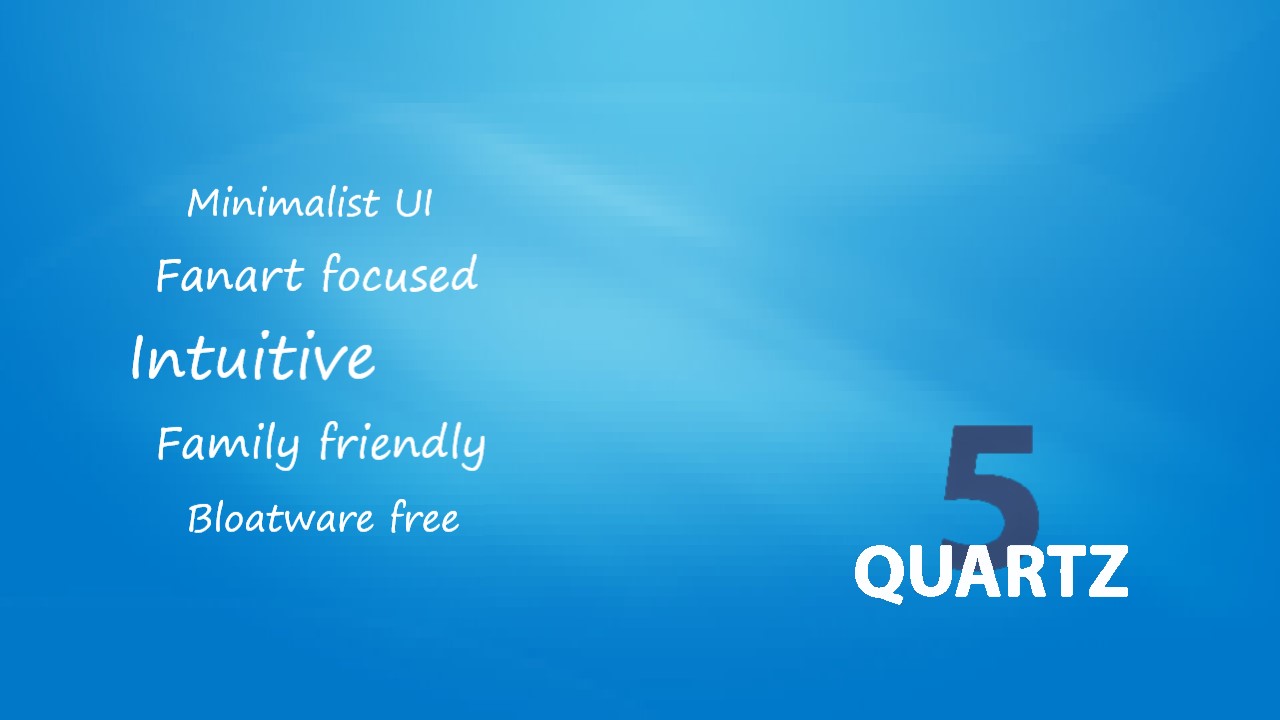 Minimalist UI
Fanart focused
Intuitive
Family friendly
Bloatware free
5
QUARTZ